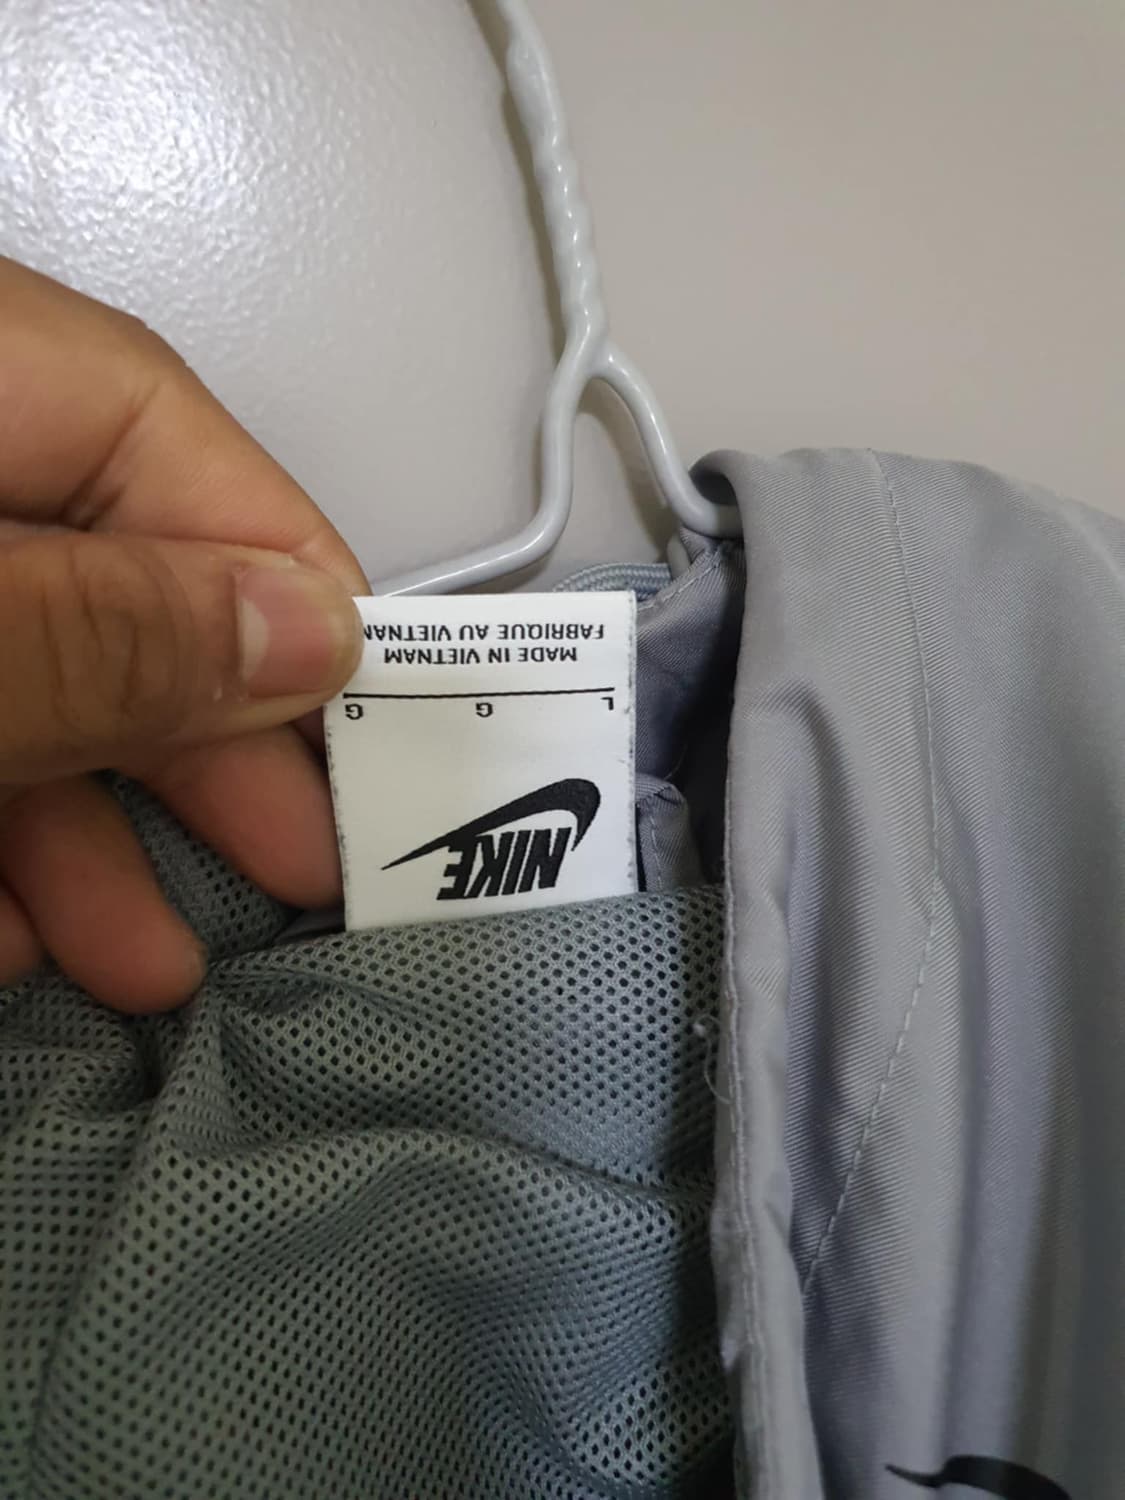 NIKE
L G G
MADE IN VIETNAM
FABRIQUE AU VIETNAM